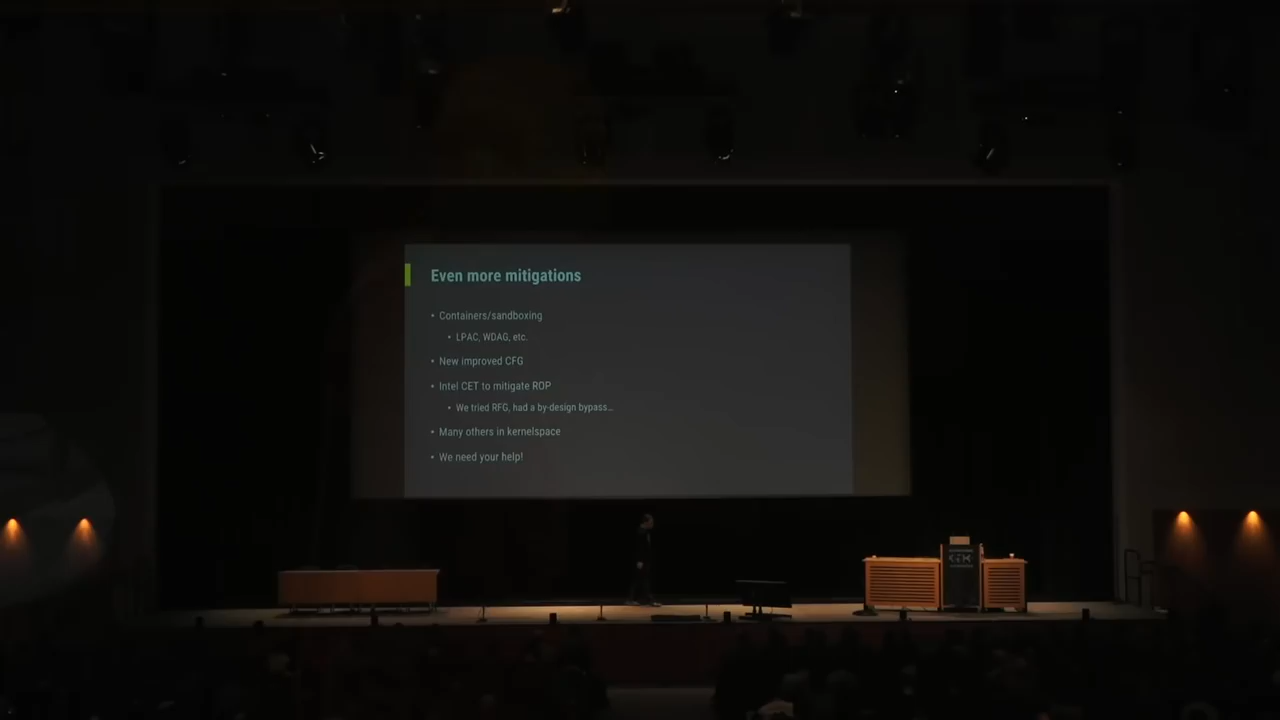 Even more mitigations
• Containers/sandboxing
• LPAC, WDAG, etc.
• New improved CFG
• Intel CET to mitigate ROP
• We tried RFG, had a by-design bypass...
• Many others in kernelspace
• We need your help!